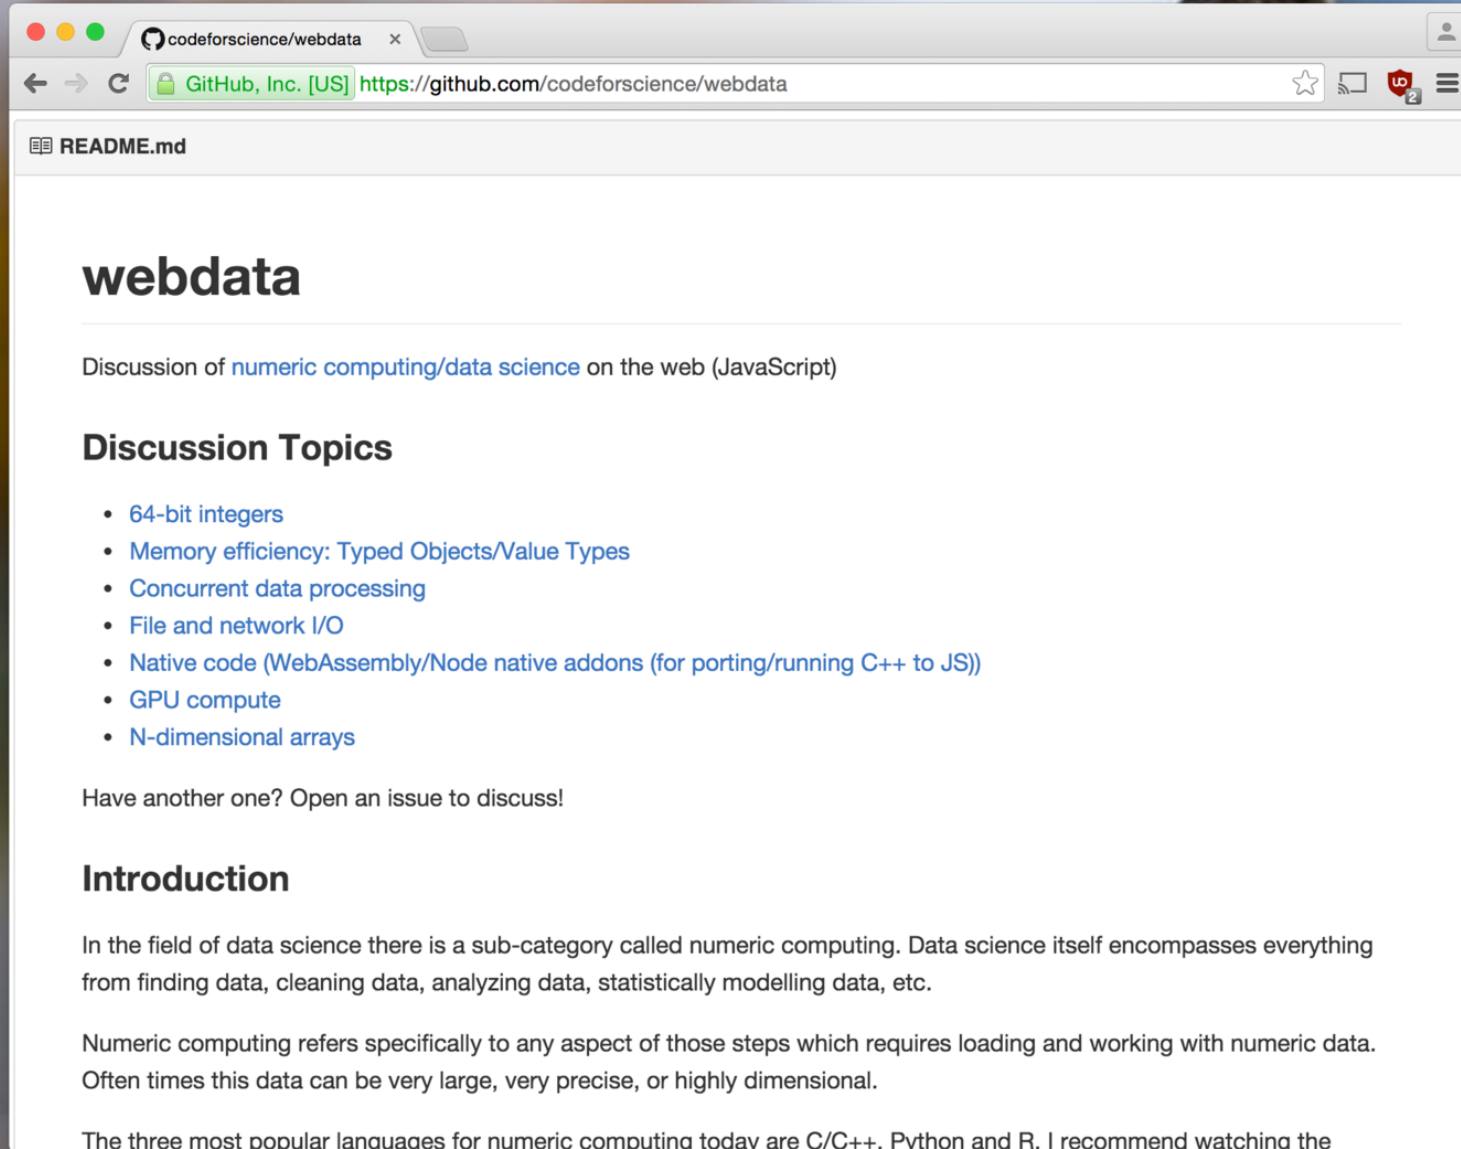 codeforscience/webdata
GitHub, Inc. [US] https://github.com/codeforscience/webdata
2
README.md
webdata
Discussion of numeric computing/data science on the web (JavaScript)
Discussion Topics
• 64-bit integers
• Memory efficiency: Typed Objects/Value Types
• Concurrent data processing
• File and network I/O
• Native code (WebAssembly/Node native addons (for porting/running C++ to JS))
• GPU compute
• N-dimensional arrays
Have another one? Open an issue to discuss!
Introduction
In the field of data science there is a sub-category called numeric computing. Data science itself encompasses everything
from finding data, cleaning data, analyzing data, statistically modelling data, etc.
Numeric computing refers specifically to any aspect of those steps which requires loading and working with numeric data.
Often times this data can be very large, very precise, or highly dimensional.
The three most popular languages for numeric computing today are C/C++, Python and R. I recommend watching the